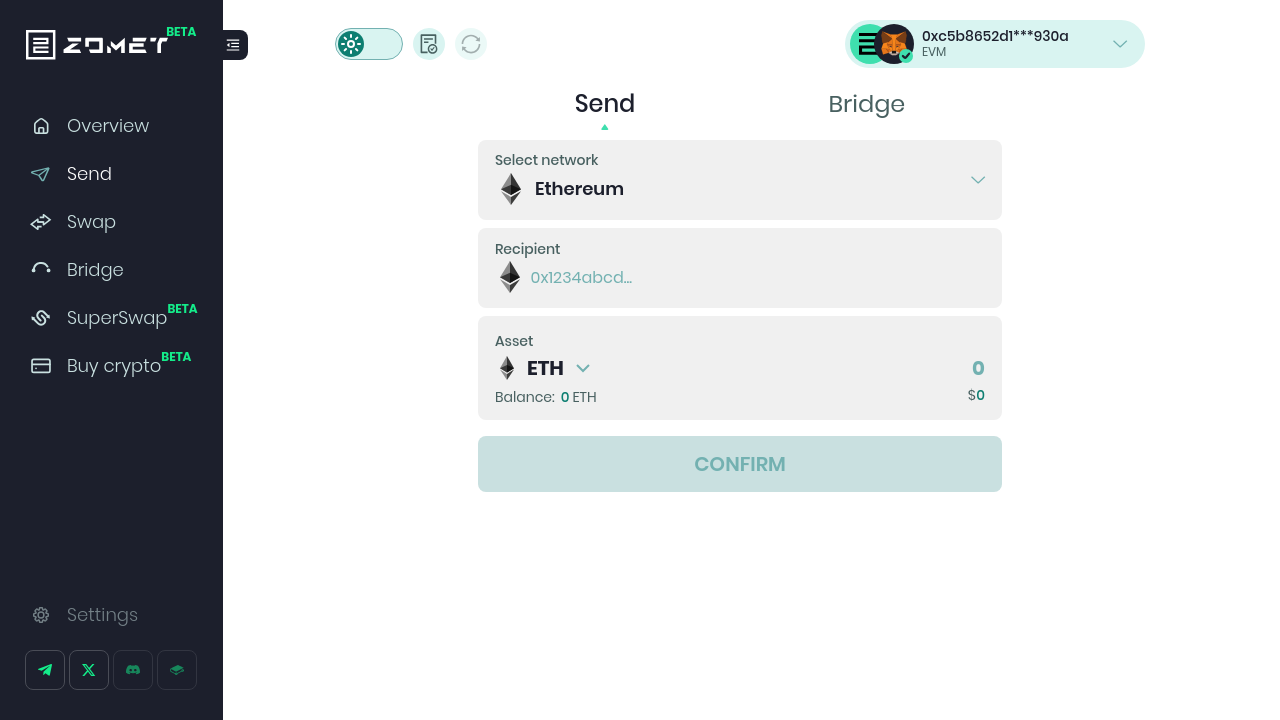 ZOMET BETA
Overview
Send
Swap
Bridge
SuperSwap BETA
Buy crypto BETA
Settings
0xc5b8652d1***930a
EVM
Send
Bridge
Select network
Ethereum
Recipient
0x1234abcd...
Asset
ETH
0
Balance: 0 ETH
$0
CONFIRM